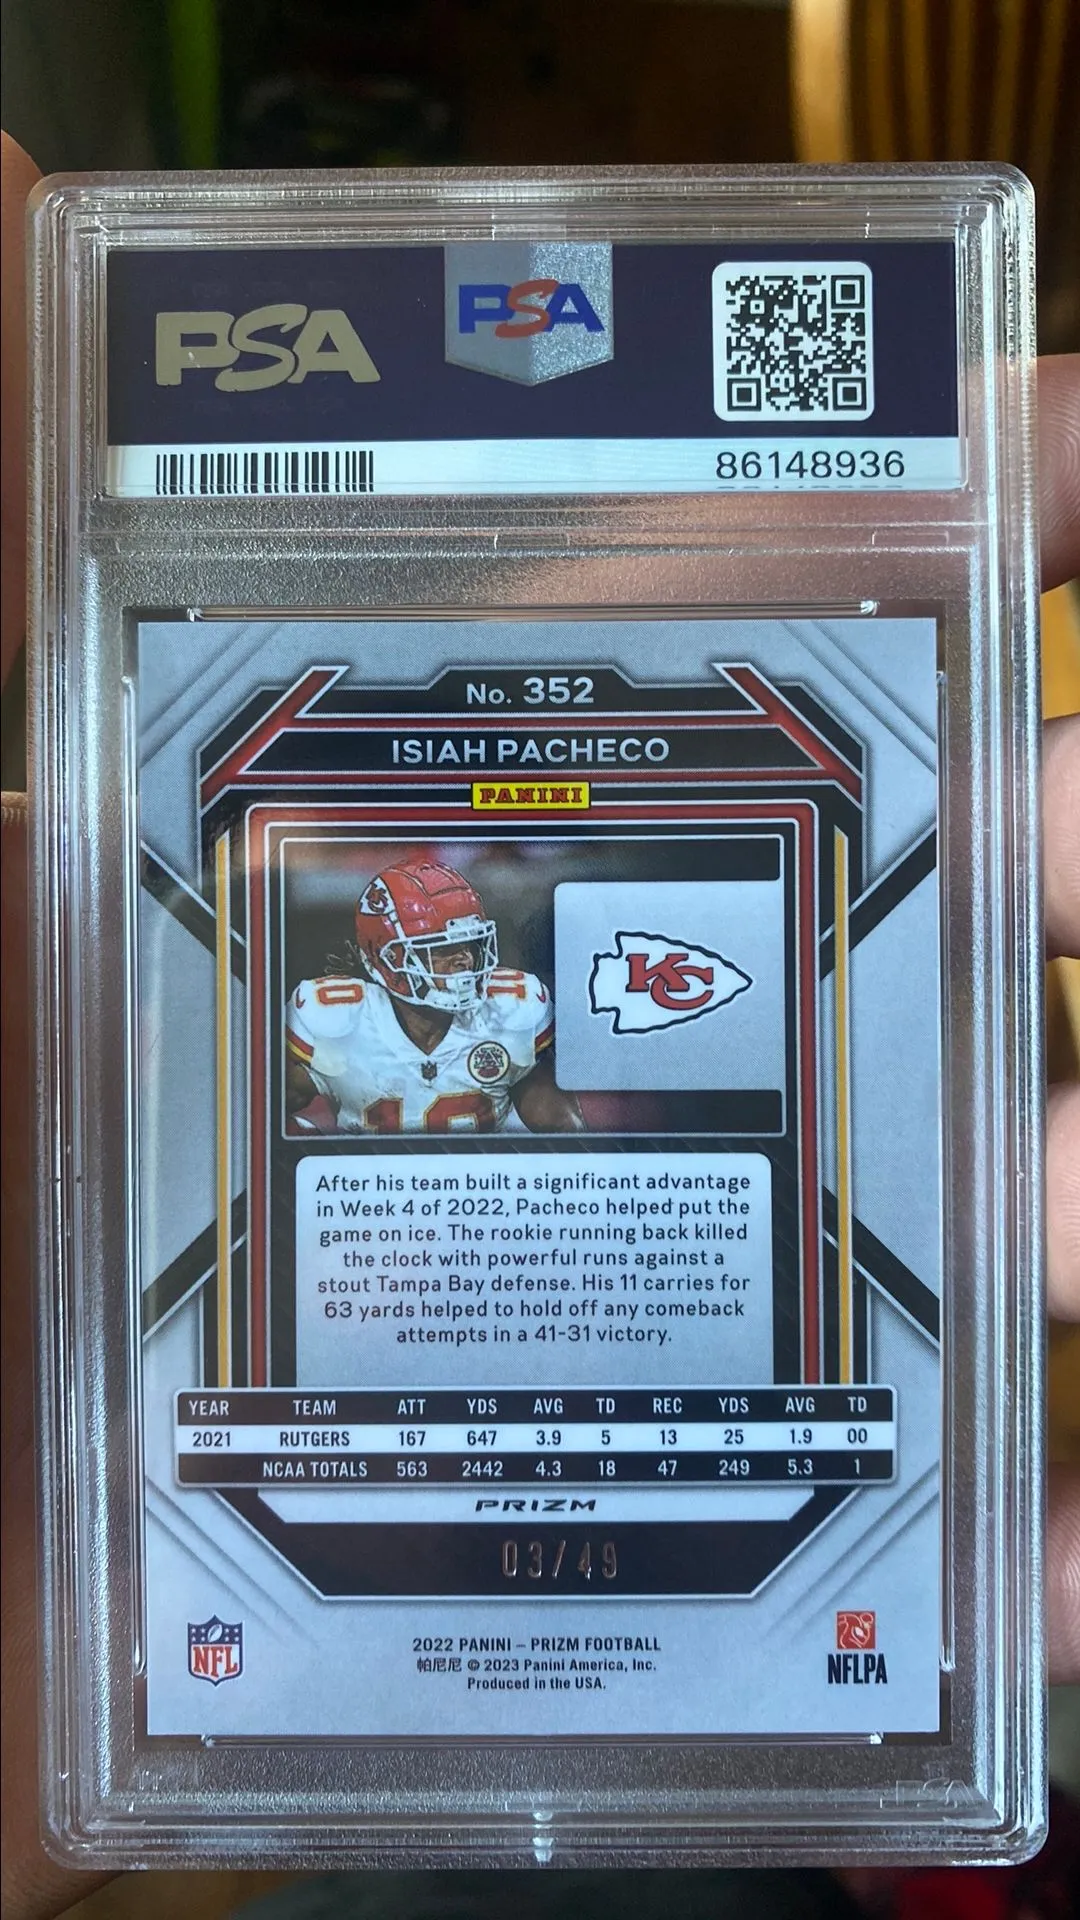 PSA
PSA
86148936
No. 352
ISIAH PACHECO
PANINI
KC
10
10
10
After his team built a significant advantage
in Week 4 of 2022, Pacheco helped put the
game on ice. The rookie running back killed
the clock with powerful runs against a
stout Tampa Bay defense. His 11 carries for
63 yards helped to hold off any comeback
attempts in a 41-31 victory.
YEAR TEAM ATT YDS AVG TD REC YDS AVG TD
2021 RUTGERS 167 647 3.9 5 13 25 1.9 00
NCAA TOTALS 563 2442 4.3 18 47 249 5.3 1
PRIZM
03/49
NFL
2022 PANINI – PRIZM FOOTBALL
帕尼尼 © 2023 Panini America, Inc.
Produced in the USA.
NFLPA
PSA